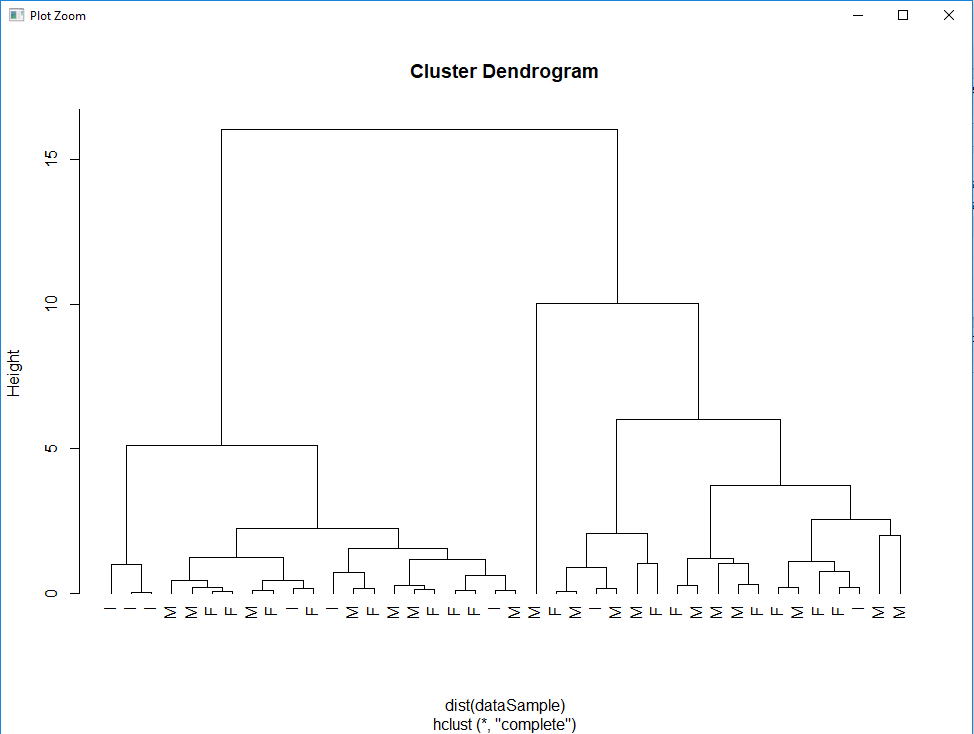 Plot Zoom
Cluster Dendrogram
15
10
5
0
Height
I I I M M F F M F I F I M F M M F F F I M M F M I M M F F M M M F F M F F I M M
dist(dataSample)
hclust (*, "complete")